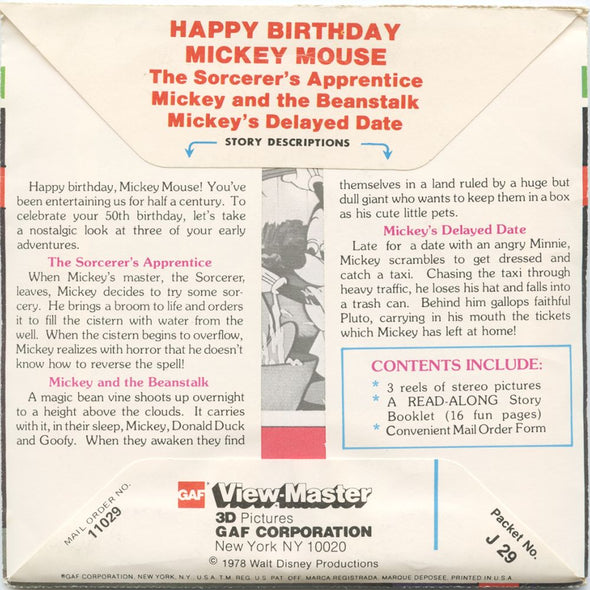 HAPPY BIRTHDAY
MICKEY MOUSE
The Sorcerer's Apprentice
Mickey and the Beanstalk
Mickey's Delayed Date
STORY DESCRIPTIONS
Happy birthday, Mickey Mouse! You've
been entertaining us for half a century. To
celebrate your 50th birthday, let's take
a nostalgic look at three of your early
adventures.
The Sorcerer's Apprentice
When Mickey's master, the Sorcerer,
leaves, Mickey decides to try some sor-
cery. He brings a broom to life and orders
it to fill the cistern with water from the
well. When the cistern begins to overflow,
Mickey realizes with horror that he doesn't
know how to reverse the spell!
Mickey and the Beanstalk
A magic bean vine shoots up overnight
to a height above the clouds. It carries
with it, in their sleep, Mickey, Donald Duck
and Goofy. When they awaken they find
themselves in a land ruled by a huge but
dull giant who wants to keep them in a box
as his cute little pets.
Mickey's Delayed Date
Late for a date with an angry Minnie,
Mickey scrambles to get dressed and
catch a taxi. Chasing the taxi through
heavy traffic, he loses his hat and falls into
a trash can. Behind him gallops faithful
Pluto, carrying in his mouth the tickets
which Mickey has left at home!
CONTENTS INCLUDE:
* 3 reels of stereo pictures
* A READ-ALONG Story
Booklet (16 fun pages)
* Convenient Mail Order Form
MAIL ORDER NO.
11029
GAF View-Master
3D Pictures
GAF CORPORATION
New York NY 10020
© 1978 Walt Disney Productions
Packet No.
J 29
®GAF CORPORATION, NEW YORK, N.Y. U.S.A. T.M. REG. U.S. PAT. OFF. MARCA REGISTRADA. MARQUE DEPOSEE. PRINTED IN U.S.A.